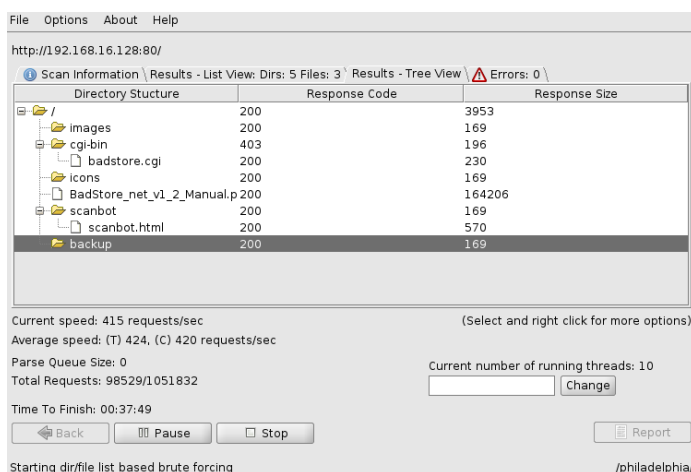 File Options About Help
http://192.168.16.128:80/
Scan Information Results - List View: Dirs: 5 Files: 3 Results - Tree View Errors: 0
Directory Stucture Response Code Response Size
/ 200 3953
images 200 169
cgi-bin 403 196
badstore.cgi 200 230
icons 200 169
BadStore_net_v1_2_Manual.p 200 164206
scanbot 200 169
scanbot.html 200 570
backup 200 169
Current speed: 415 requests/sec (Select and right click for more options)
Average speed: (T) 424, (C) 420 requests/sec
Parse Queue Size: 0
Current number of running threads: 10
Total Requests: 98529/1051832
Change
Time To Finish: 00:37:49
Back Pause Stop Report
Starting dir/file list based brute forcing /philadelphia/